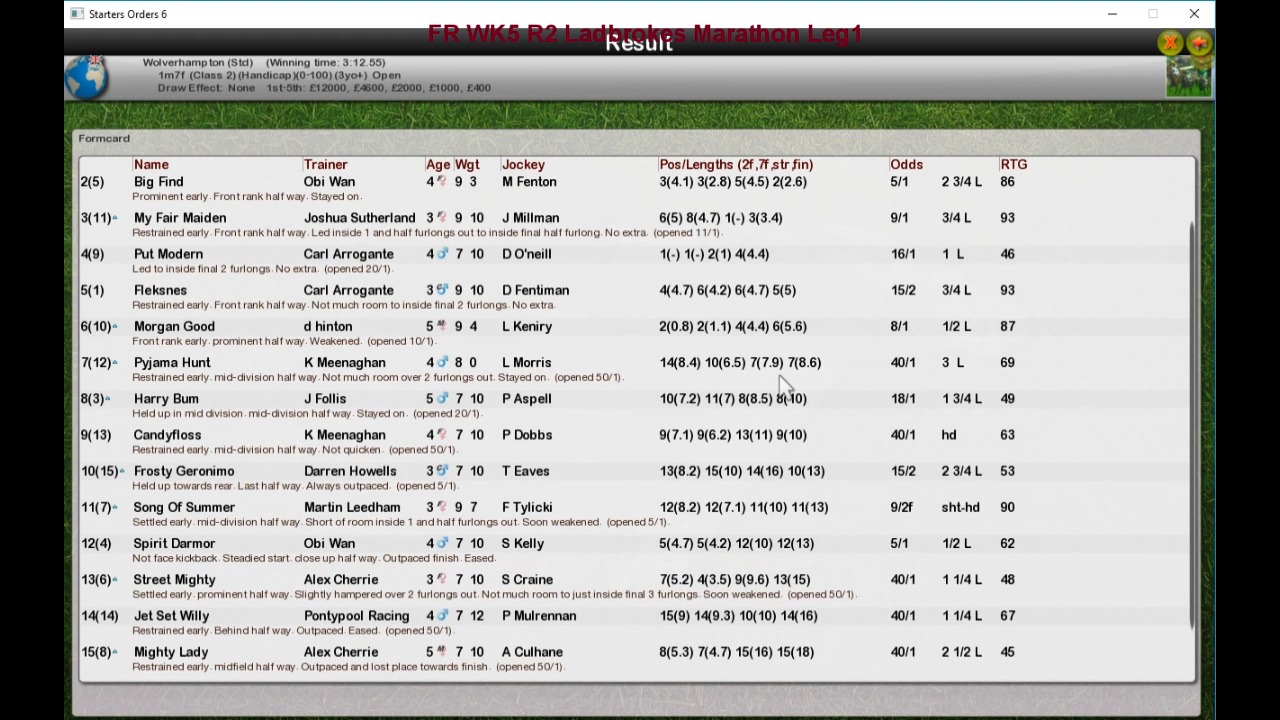 Starters Orders 6
FR WK5 R2 Ladbrokes Marathon Leg1
Result
Wolverhampton (Std) (Winning time: 3:12.55)
1m7f (Class 2) (Handicap)(0-100) (3yo+) Open
Draw Effect: None 1st-5th: £12000, £4600, £2000, £1000, £400
Formcard
Name Trainer Age Wgt Jockey Pos/Lengths (2f,7f,str,fin) Odds RTG
2(5) Big Find Obi Wan 4 9 3 M Fenton 3(4.1) 3(2.8) 5(4.5) 2(2.6) 5/1 2 3/4 L 86
Prominent early. Front rank half way. Stayed on.
3(11) My Fair Maiden Joshua Sutherland 3 9 10 J Millman 6(5) 8(4.7) 1(-) 3(3.4) 9/1 3/4 L 93
Restrained early. Front rank half way. Led inside 1 and half furlongs out to inside final half furlong. No extra. (opened 11/1).
4(9) Put Modern Carl Arrogante 4 7 10 D O'neill 1(-) 1(-) 2(1) 4(4.4) 16/1 1 L 46
Led to inside final 2 furlongs. No extra. (opened 20/1).
5(1) Fleksnes Carl Arrogante 3 9 10 D Fentiman 4(4.7) 6(4.2) 6(4.7) 5(5) 15/2 3/4 L 93
Restrained early. Front rank half way. Not much room to inside final 2 furlongs. No extra.
6(10) Morgan Good d hinton 5 9 4 L Keniry 2(0.8) 2(1.1) 4(4.4) 6(5.6) 8/1 1/2 L 87
Front rank early. prominent half way. Weakened. (opened 10/1).
7(12) Pyjama Hunt K Meenaghan 4 8 0 L Morris 14(8.4) 10(6.5) 7(7.9) 7(8.6) 40/1 3 L 69
Restrained early. mid-division half way. Not much room over 2 furlongs out. Stayed on. (opened 50/1).
8(3) Harry Bum J Follis 5 7 10 P Aspell 10(7.2) 11(7) 8(8.5) 8(10) 18/1 1 3/4 L 49
Held up in mid division. mid-division half way. Stayed on. (opened 20/1).
9(13) Candyfloss K Meenaghan 4 7 10 P Dobbs 9(7.1) 9(6.2) 13(11) 9(10) 40/1 hd 63
Restrained early. mid-division half way. Not quicken. (opened 50/1).
10(15) Frosty Geronimo Darren Howells 3 7 10 T Eaves 13(8.2) 15(10) 14(16) 10(13) 15/2 2 3/4 L 53
Held up towards rear. Last half way. Always outpaced. (opened 5/1).
11(7) Song Of Summer Martin Leedham 3 9 7 F Tylicki 12(8.2) 12(7.1) 11(10) 11(13) 9/2f sht-hd 90
Settled early. mid-division half way. Short of room inside 1 and half furlongs out. Soon weakened. (opened 5/1).
12(4) Spirit Darmor Obi Wan 4 7 10 S Kelly 5(4.7) 5(4.2) 12(10) 12(13) 5/1 1/2 L 62
Not face kickback. Steadied start. close up half way. Outpaced finish. Eased.
13(6) Street Mighty Alex Cherrie 3 7 10 S Craine 7(5.2) 4(3.5) 9(9.6) 13(15) 40/1 1 1/4 L 48
Settled early. prominent half way. Slightly hampered over 2 furlongs out. Not much room to just inside final 3 furlongs. Soon weakened. (opened 50/1).
14(14) Jet Set Willy Pontypool Racing 4 7 12 P Mulrennan 15(9) 14(9.3) 10(10) 14(16) 40/1 1 1/4 L 67
Restrained early. Behind half way. Outpaced. Eased. (opened 50/1).
15(8) Mighty Lady Alex Cherrie 5 7 10 A Culhane 8(5.3) 7(4.7) 15(16) 15(18) 40/1 2 1/2 L 45
Restrained early. midfield half way. Outpaced and lost place towards finish. (opened 50/1).